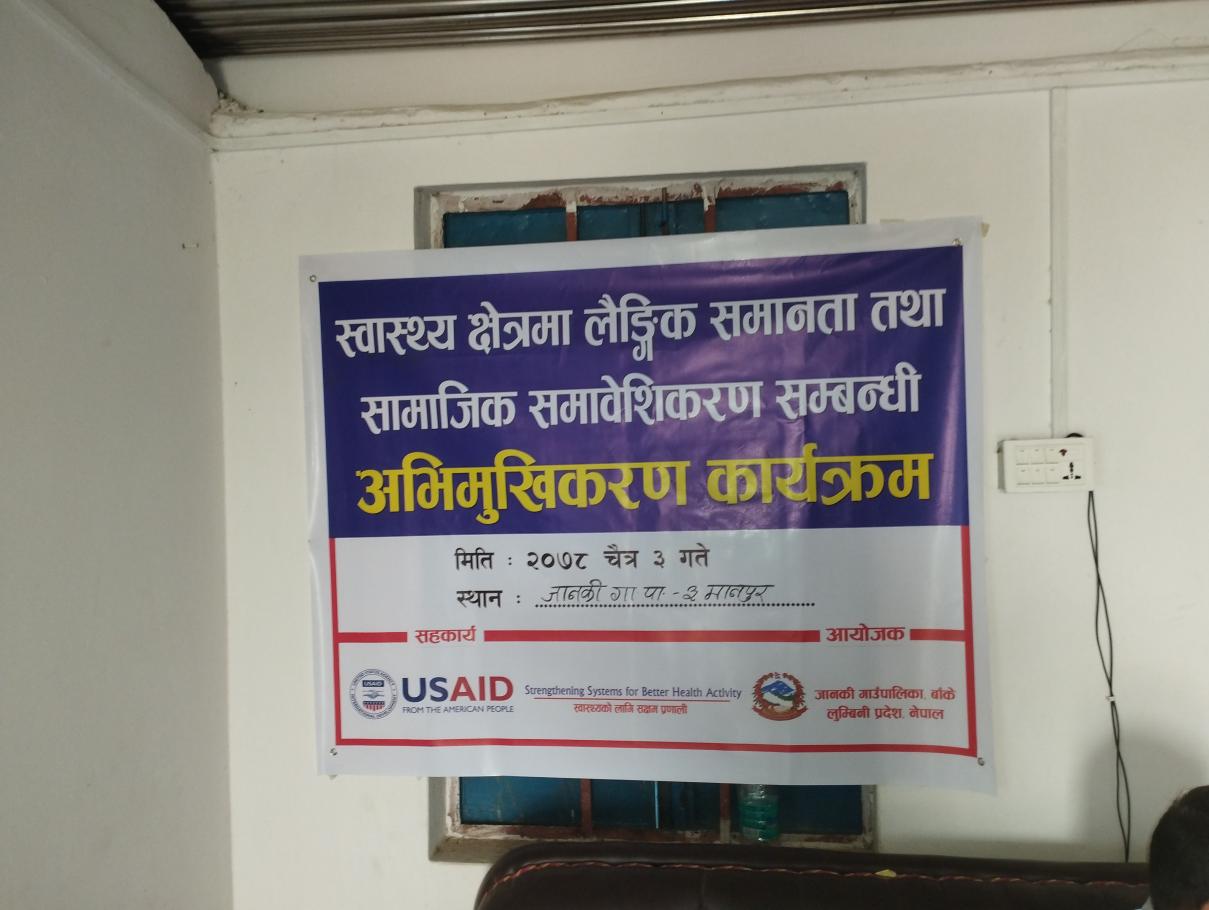 स्वास्थ्य क्षेत्रमा लैङ्गिक समानता तथा
सामाजिक समावेशिकरण सम्बन्धी
अभिमुखिकरण कार्यक्रम
मिति : २०७८ चैत्र ३ गते
स्थान : जानकी गा पा.-३ मानपुर
सहकार्य
आयोजक
USAID
FROM THE AMERICAN PEOPLE
Strengthening Systems for Better Health Activity
स्वास्थ्यको लागि सक्षम प्रणाली
जानकी गाउँपालिका, बाँके
लुम्बिनी प्रदेश, नेपाल